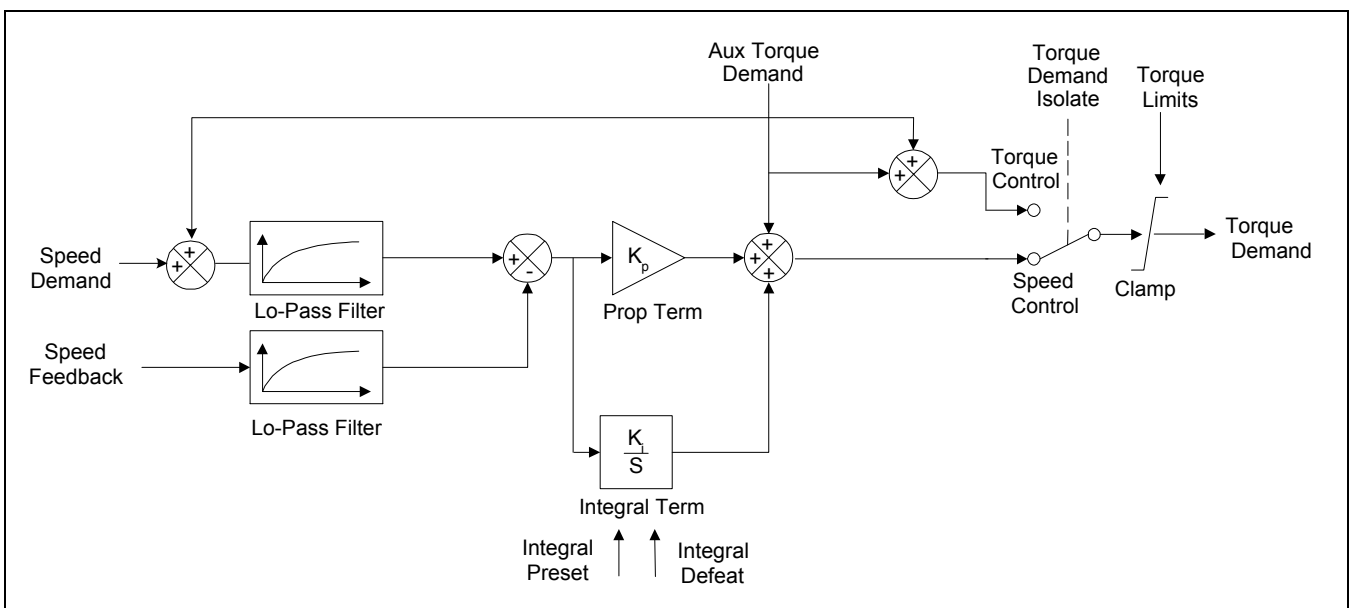 Aux Torque
Demand
Torque
Demand
Isolate
Torque
Limits
+
+
Torque
Control
+
+
Speed
Demand
Lo-Pass Filter
+
-
K p
Prop Term
+
+
+
Speed
Control
Clamp
Torque
Demand
Speed
Feedback
Lo-Pass Filter
K i
S
Integral Term
Integral
Preset
Integral
Defeat